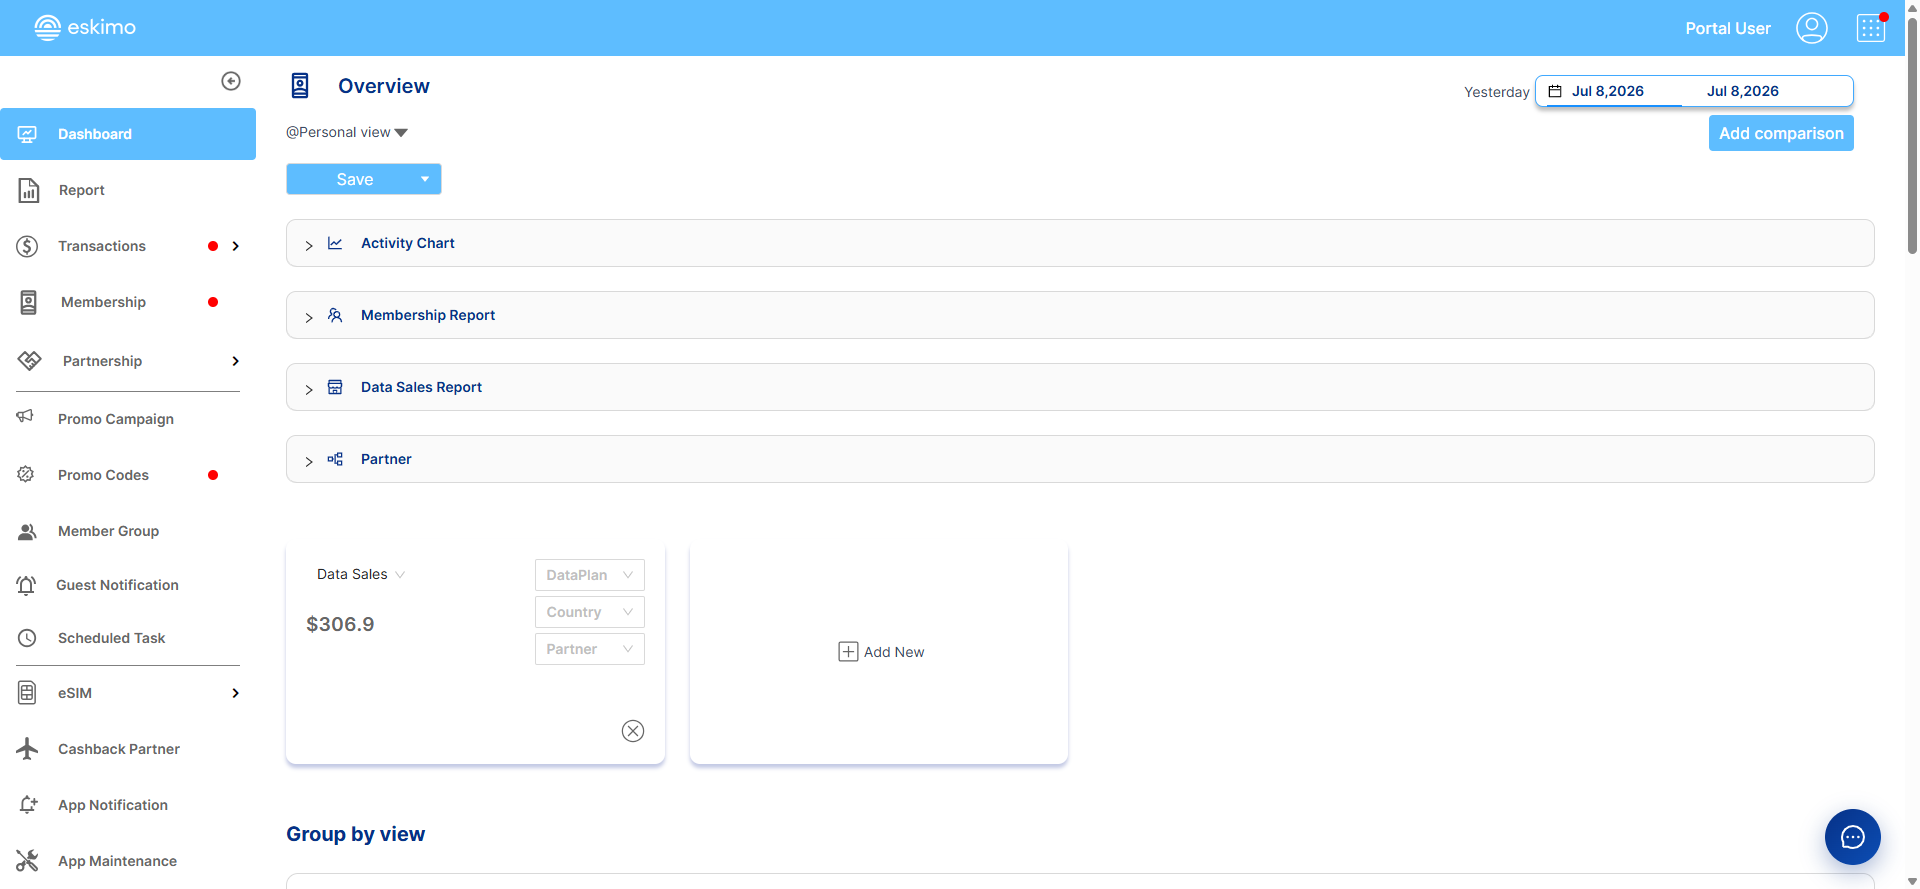 eskimo
Portal User
Dashboard
Report
Transactions
Membership
Partnership
Promo Campaign
Promo Codes
Member Group
Guest Notification
Scheduled Task
eSIM
Cashback Partner
App Notification
App Maintenance
Overview
Yesterday Jul 8,2026 Jul 8,2026
@Personal view
Add comparison
Save
Activity Chart
Membership Report
Data Sales Report
Partner
Data Sales
$306.9
DataPlan
Country
Partner
Add New
Group by view